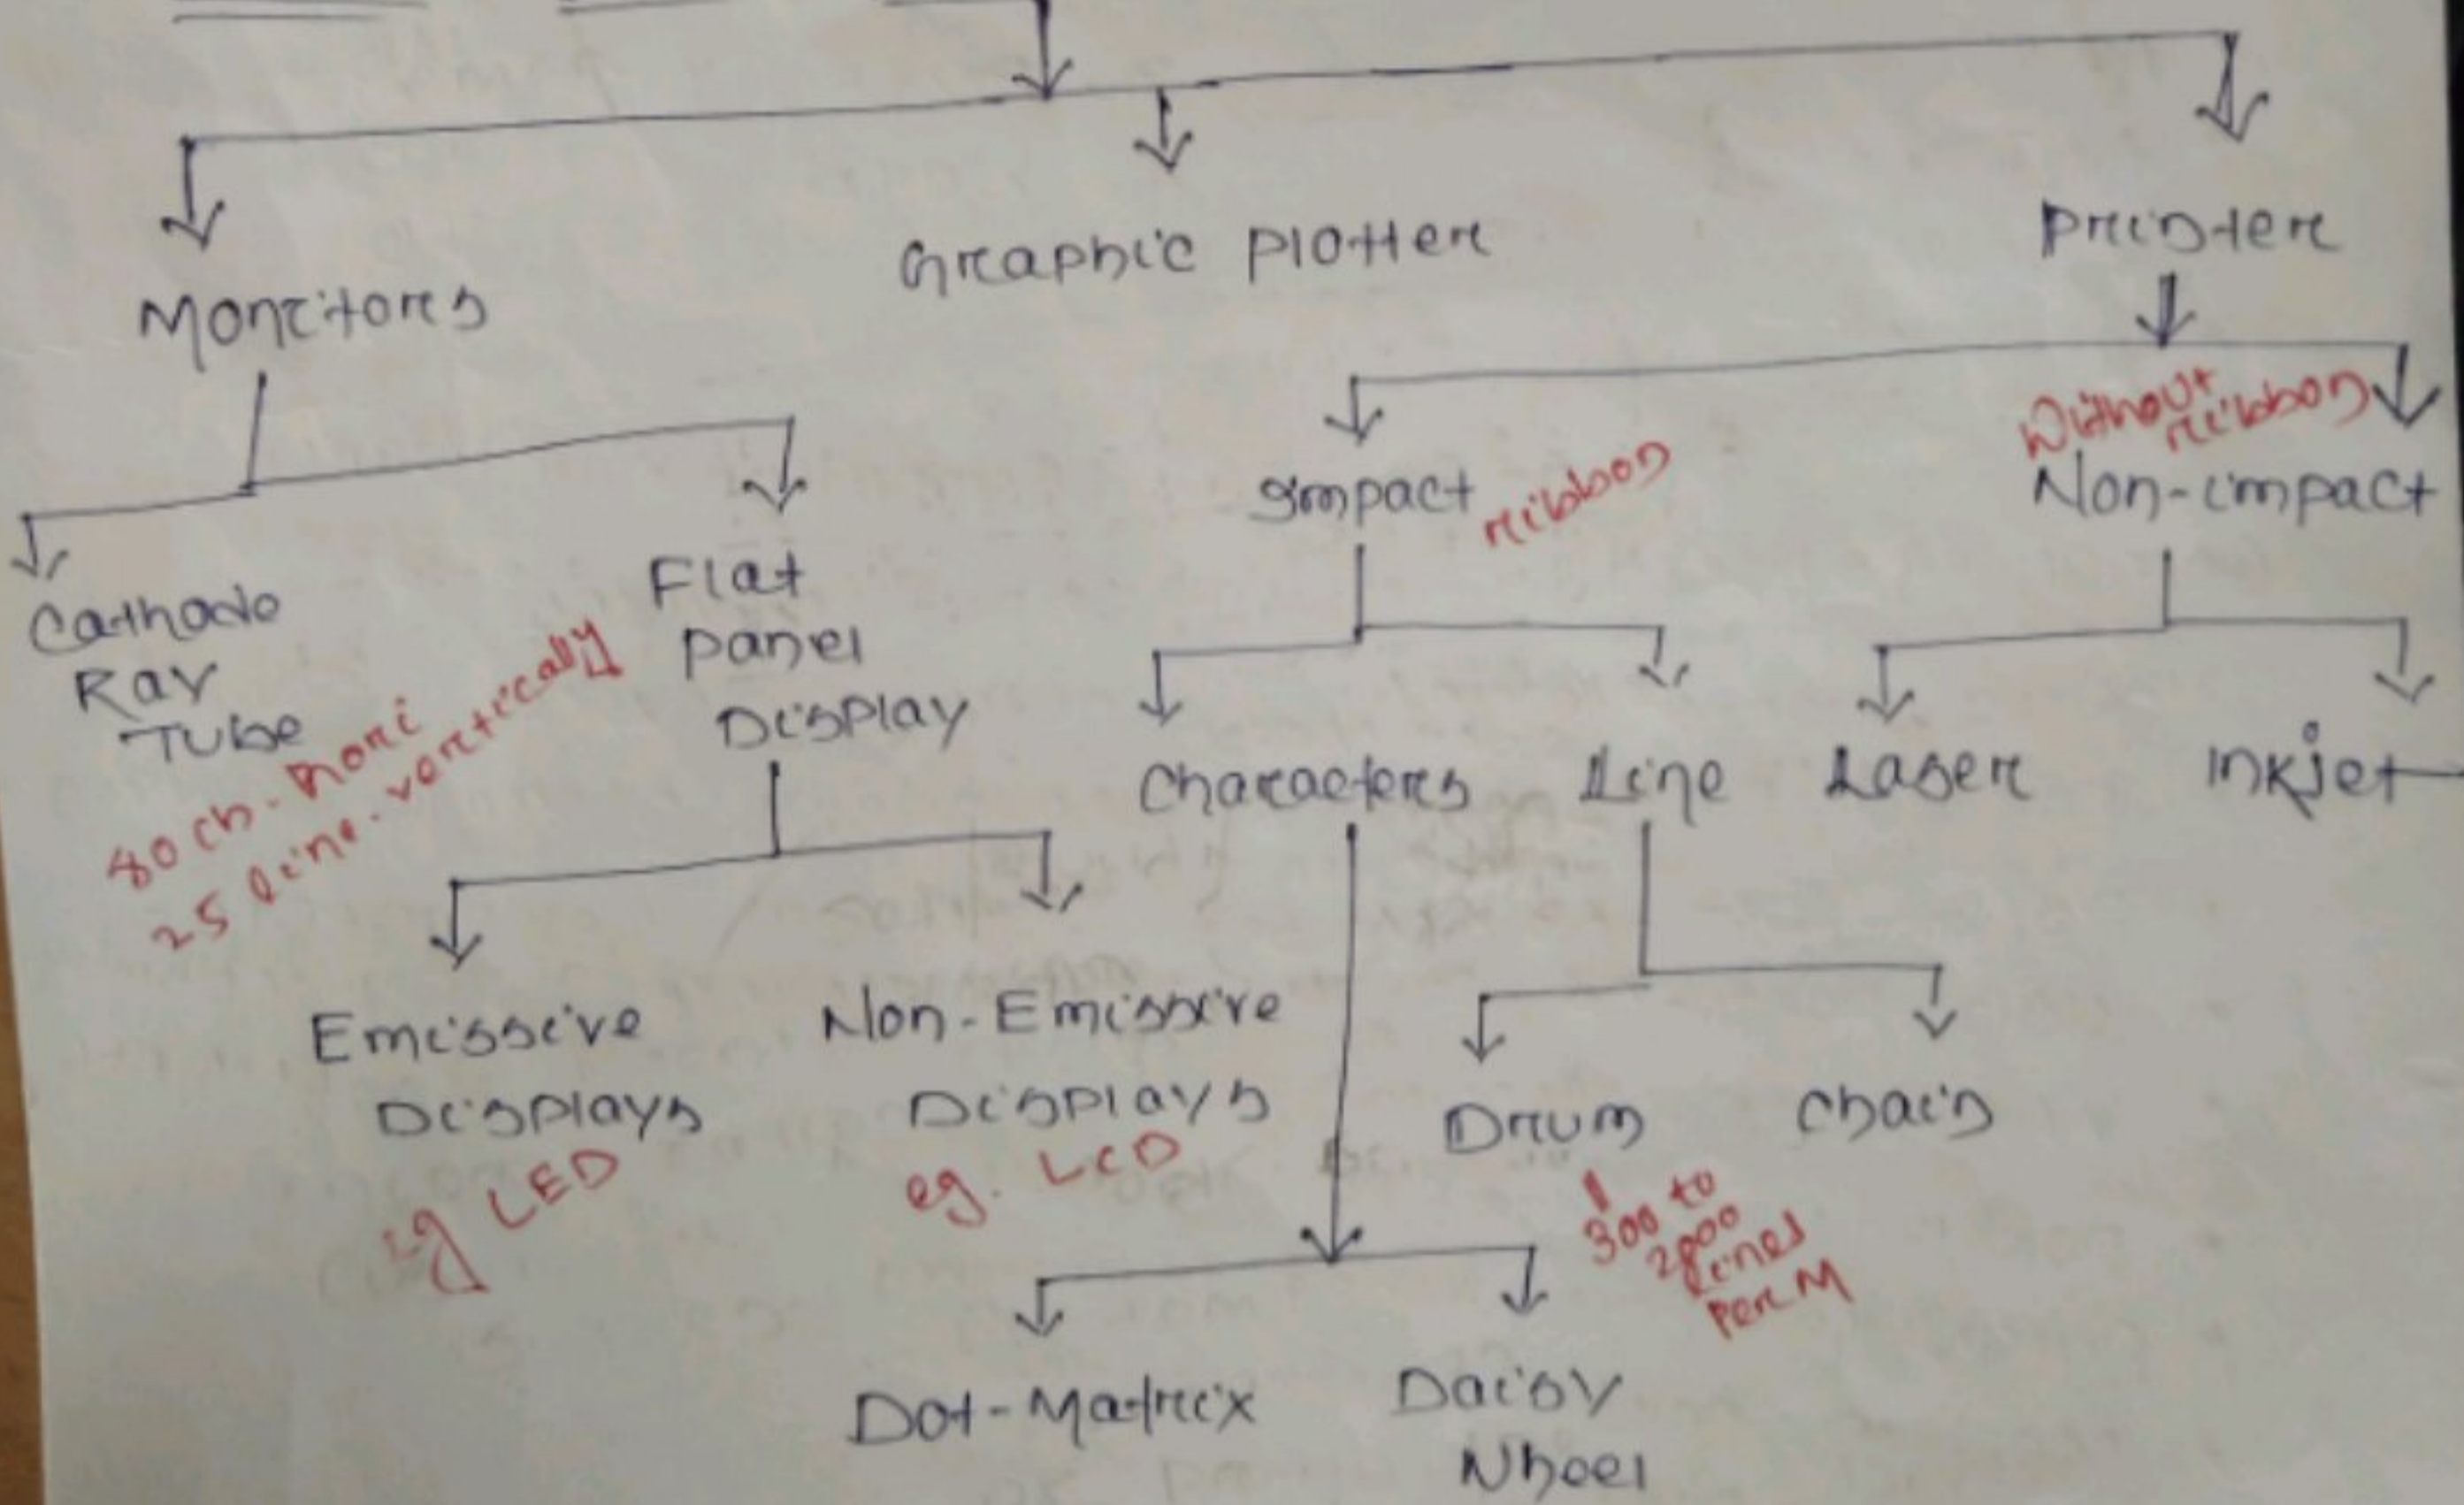 Monitors
Graphic Plotter
Printer
Cathode
Ray
Tube
80 ch. hori
25 line. vertically
Flat
Panel
Display
Impact
ribbon
without
ribbon
Non-impact
Characters
Line
Laser
Inkjet
Emissive
Displays
eg LED
Non-Emissive
Displays
eg. LCD
Drum
300 to
2000
lines
per M
Chain
Dot-Matrix
Daisy
Wheel